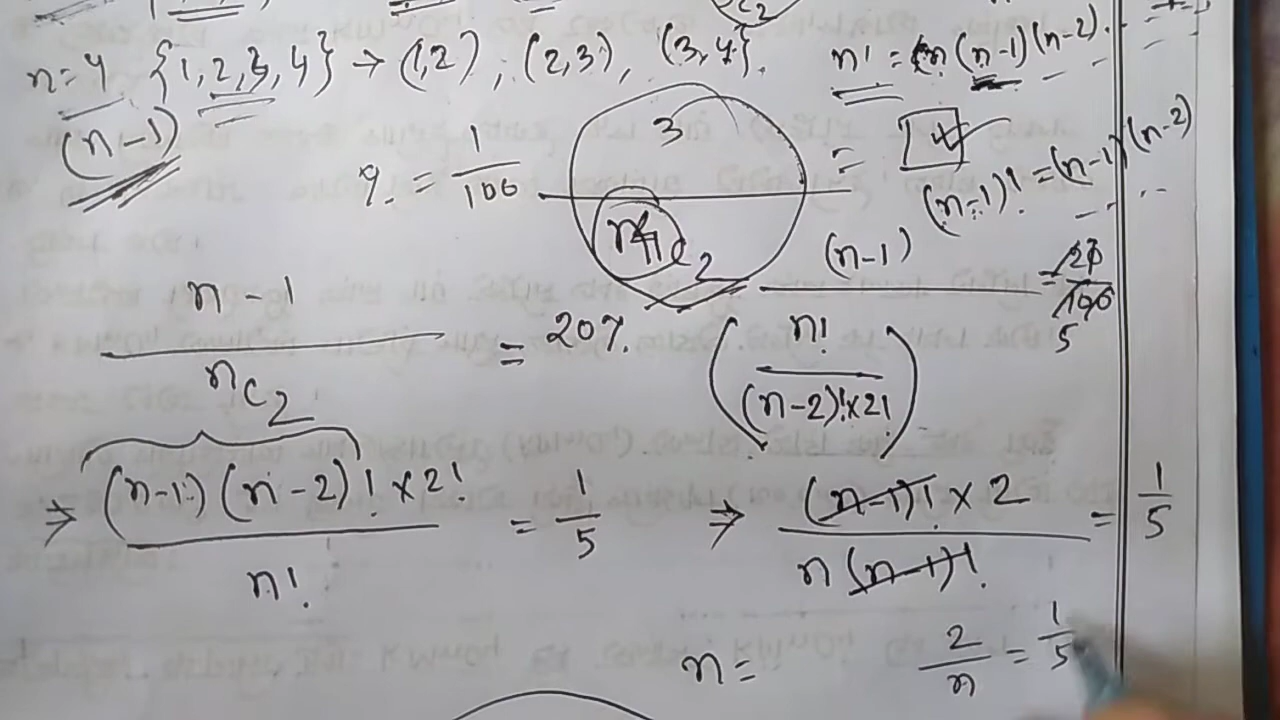 n=4 {1,2,3,4} → (1,2), (2,3), (3,4}.
n! = n(n-1)(n-2).
(n-1)
%. = 1/100
3
C2
14
(n-1)! = (n-1)(n-2)
n-1 / nC2 = 20%.
(n-1) / (n! / (n-2)!×2!) = 20/100
5
⇒ (n-1)(n-2)!×2! / n! = 1/5 ⇒ (n-1)!×2 / n(n-1)! = 1/5
n= 2/n = 1/5